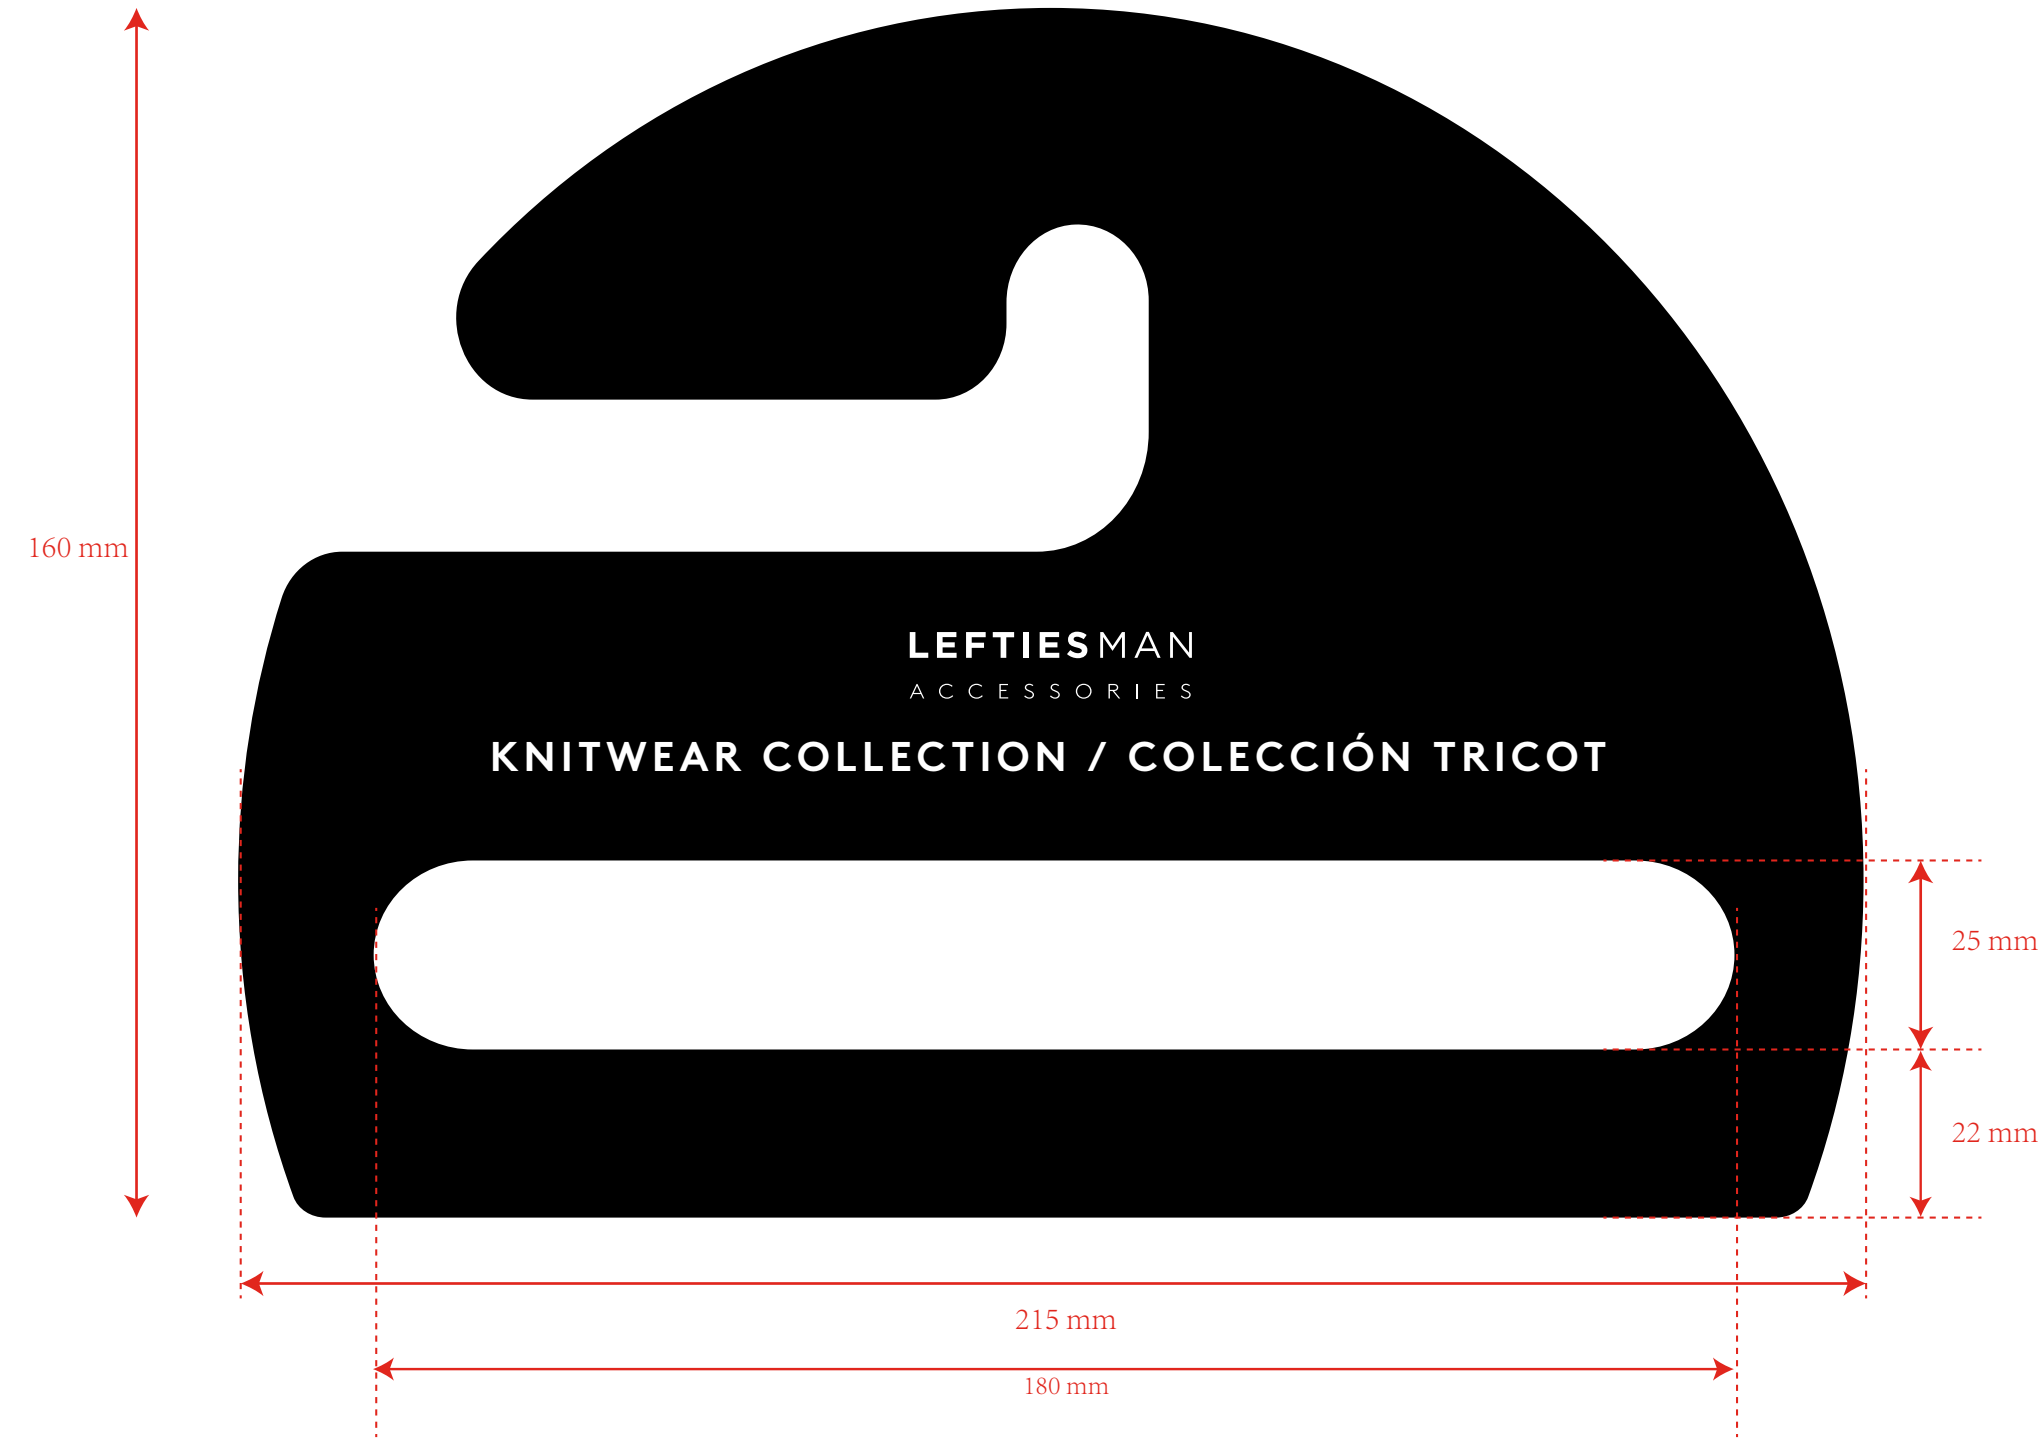 160 mm
LEFTIESMAN
ACCESSORIES
KNITWEAR COLLECTION / COLECCIÓN TRICOT
25 mm
22 mm
215 mm
180 mm